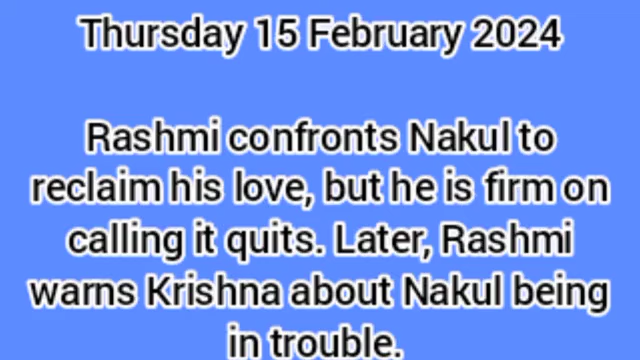 Thursday 15 February 2024
Rashmi confronts Nakul to
reclaim his love, but he is firm on
calling it quits. Later, Rashmi
warns Krishna about Nakul being
in trouble.